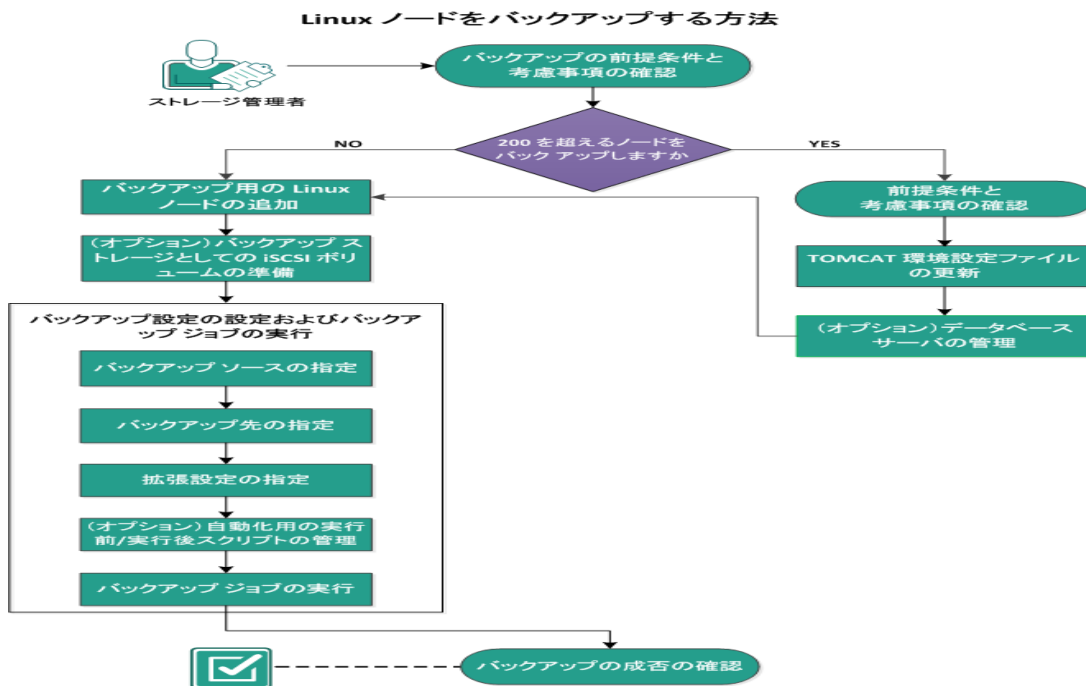 Linux ノードをバックアップする方法
バックアップの前提条件と
考慮事項の確認
ストレージ管理者
200 を超えるノードを
バック アップしますか
NO
YES
バックアップ用の Linux
ノードの追加
前提条件と
考慮事項の確認
(オプション) バックアップ ス
トレージとしての iSCSI ボリ
ュームの準備
TOMCAT 環境設定ファイル
の更新
(オプション) データベース
サーバの管理
バックアップ設定の設定およびバックア
ップ ジョブの実行
バックアップ ソースの指定
バックアップ先の指定
拡張設定の指定
(オプション) 自動化用の実行
前/実行後スクリプトの管理
バックアップ ジョブの実行
バックアップの成否の確認